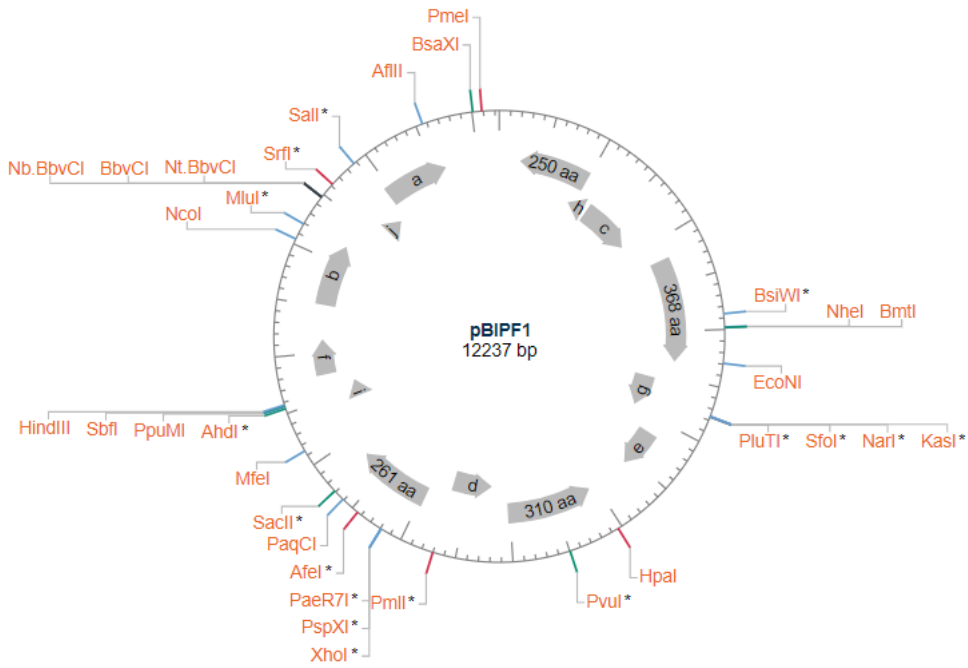 PmeI
BsaXI
AflII
SalI *
SrfI *
Nb.BbvCI BbvCI Nt.BbvCI
MluI *
NcoI
a
250 aa
h
c
j
b
368 aa
BsiWI *
NheI BmtI
pBIPF1
12237 bp
f
i
g
EcoNI
HindIII SbfI PpuMI AhdI *
PluTI * SfoI * NarI * KasI *
e
MfeI
261 aa
d
310 aa
SacII *
PaqCI
AfeI *
HpaI
PaeR7I *
PmlI *
PvuI *
PspXI *
XhoI *